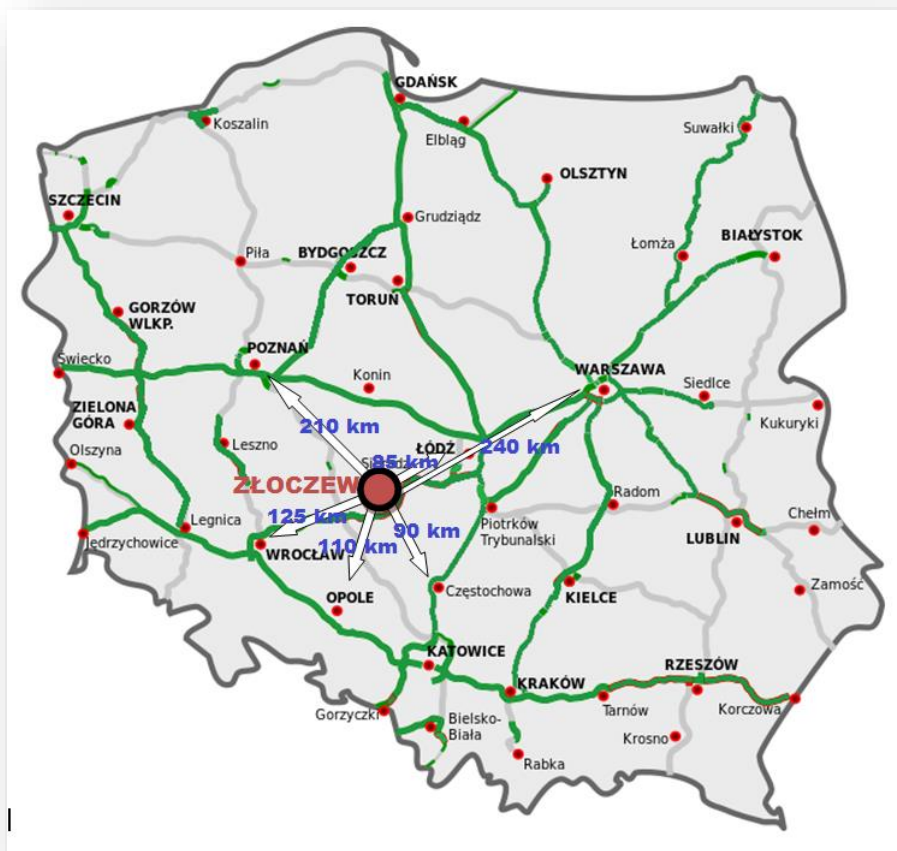 GDAŃSK
Koszalin
Elbląg
Suwałki
OLSZTYN
SZCZECIN
Grudziądz
Piła
BYDGOSZCZ
Łomża
BIAŁYSTOK
TORUŃ
GORZÓW
WLKP.
POZNAŃ
Swiecko
Konin
WARSZAWA
Siedlce
ZIELONA
GÓRA
Kukuryki
210 km
Leszno
ŁÓDŹ
240 km
Olszyna
85 km
ZŁOCZEW
Radom
125 km
Legnica
90 km
Piotrków
Trybunalski
Chełm
LUBLIN
Jędrzychowice
WROCŁAW
110 km
Częstochowa
Zamość
OPOLE
KIELCE
KATOWICE
RZESZÓW
KRAKÓW
Gorzyczki
Tarnów
Korczowa
Bielsko-
Biała
Krosno
Rabka